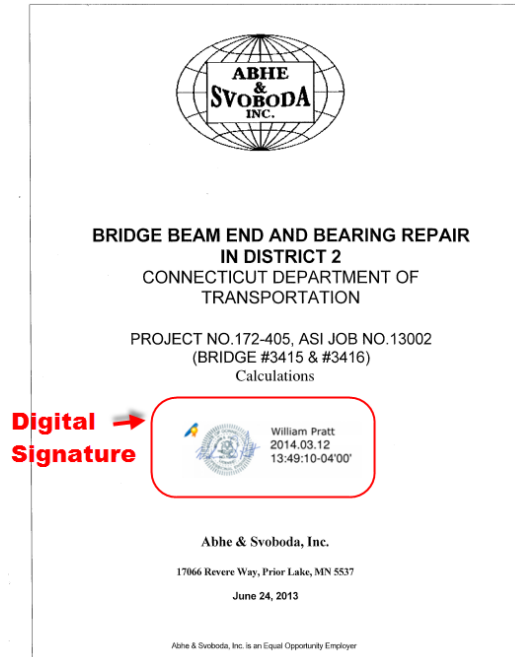 ABHE
&
SVOBODA
INC.
BRIDGE BEAM END AND BEARING REPAIR
IN DISTRICT 2
CONNECTICUT DEPARTMENT OF
TRANSPORTATION
PROJECT NO.172-405, ASI JOB NO.13002
(BRIDGE #3415 & #3416)
Calculations
Digital
Signature
William Pratt
2014.03.12
13:49:10-04'00'
Abhe & Svoboda, Inc.
17066 Revere Way, Prior Lake, MN 5537
June 24, 2013
Abhe & Svoboda, Inc. is an Equal Opportunity Employer